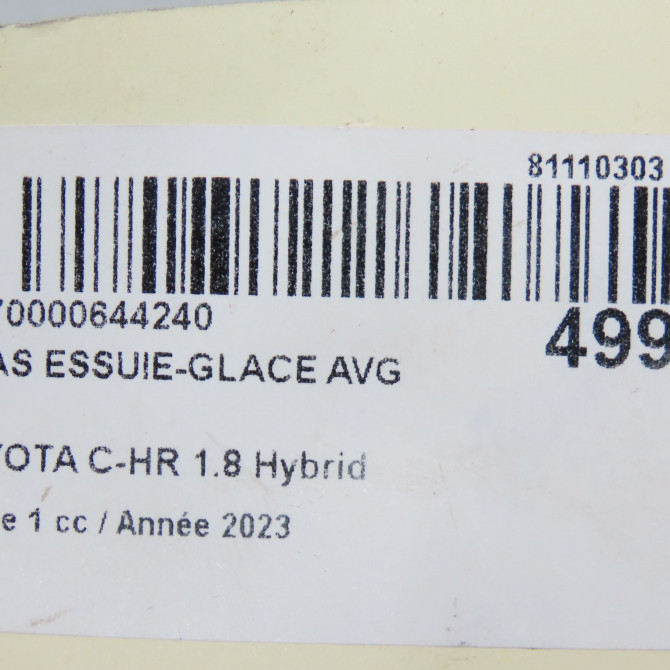 81110303
70000644240
499
AS ESSUIE-GLACE AVG
YOTA C-HR 1.8 Hybrid
e 1 cc / Année 2023